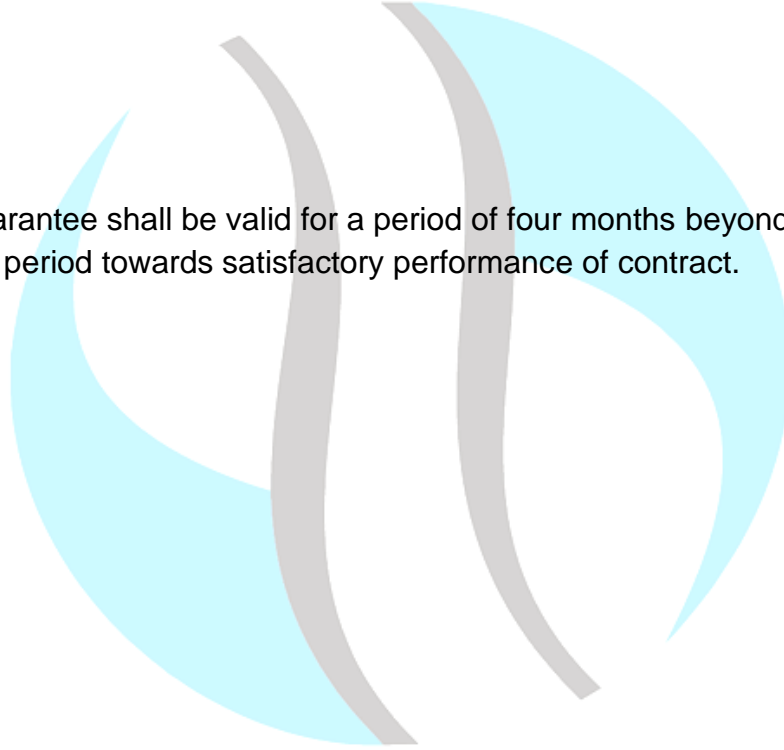 arantee shall be valid for a period of four months beyond
period towards satisfactory performance of contract.